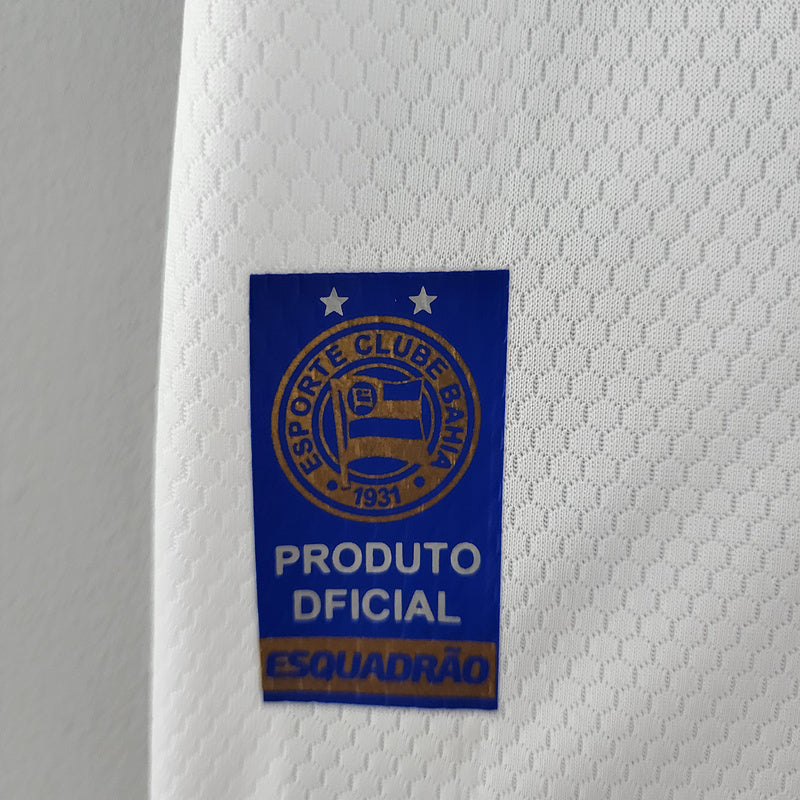 ESPORTE CLUBE BAHIA
1931
PRODUTO
DFICIAL
ESQUADRÃO